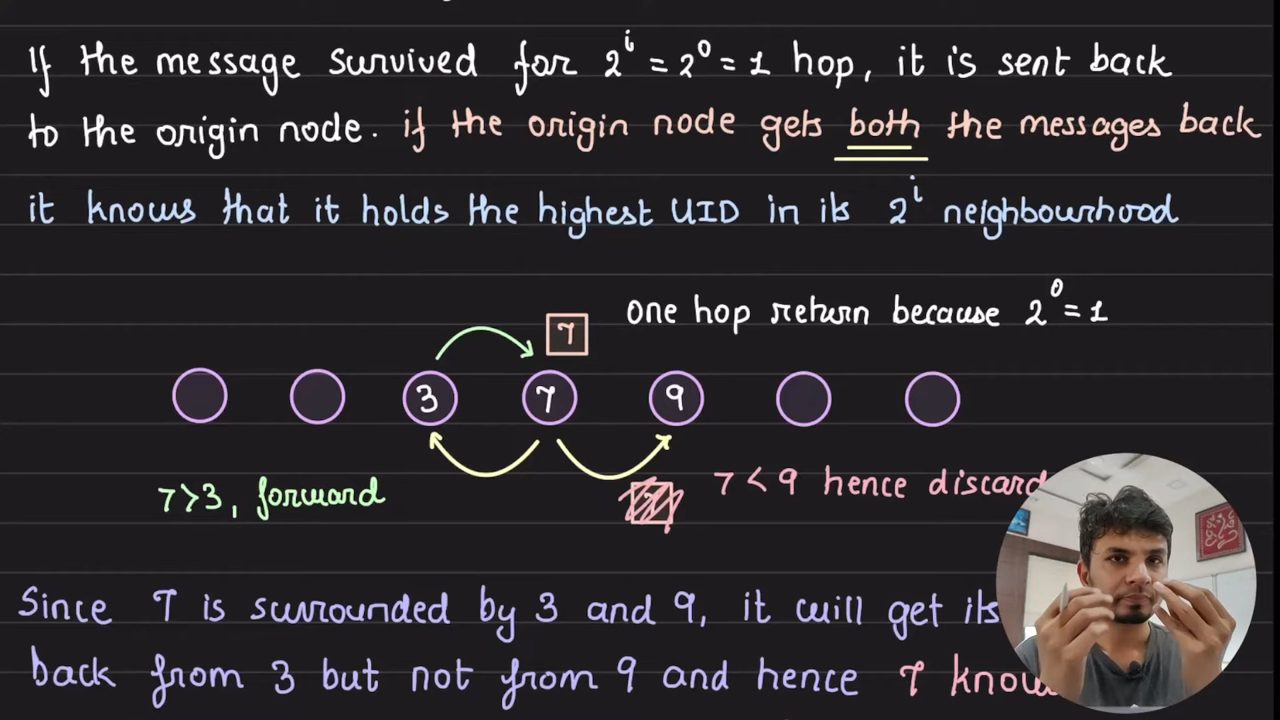 If the message survived for 2^i = 2^0 = 1 hop, it is sent back
to the origin node. if the origin node gets both the messages back
it knows that it holds the highest UID in its 2^i neighbourhood
one hop return because 2^0 = 1
7
3 7 9
7>3, forward
7 < 9 hence discard
Since 7 is surrounded by 3 and 9, it will get its
back from 3 but not from 9 and hence 7